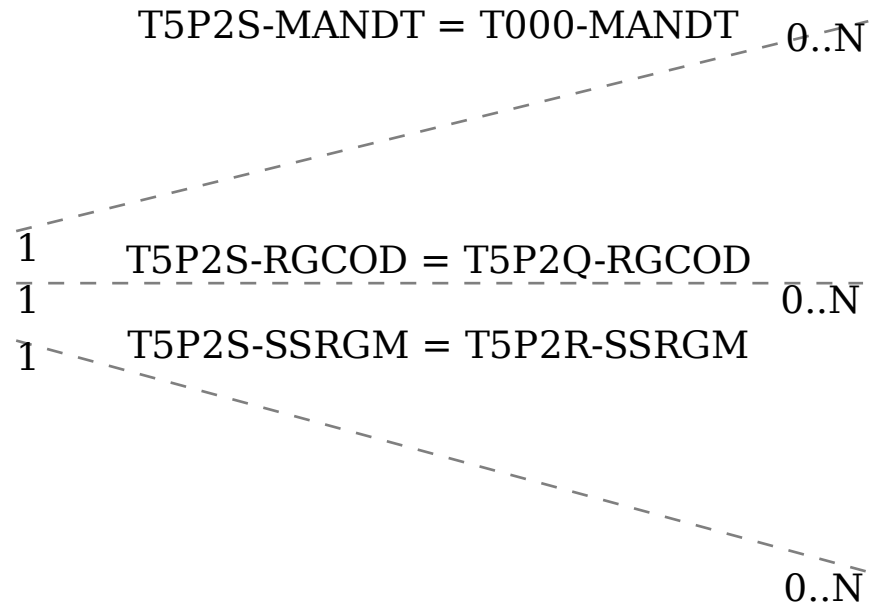 T5P2S-MANDT = T000-MANDT
0..N
1
T5P2S-RGCOD = T5P2Q-RGCOD
1
0..N
T5P2S-SSRGM = T5P2R-SSRGM
1
0..N